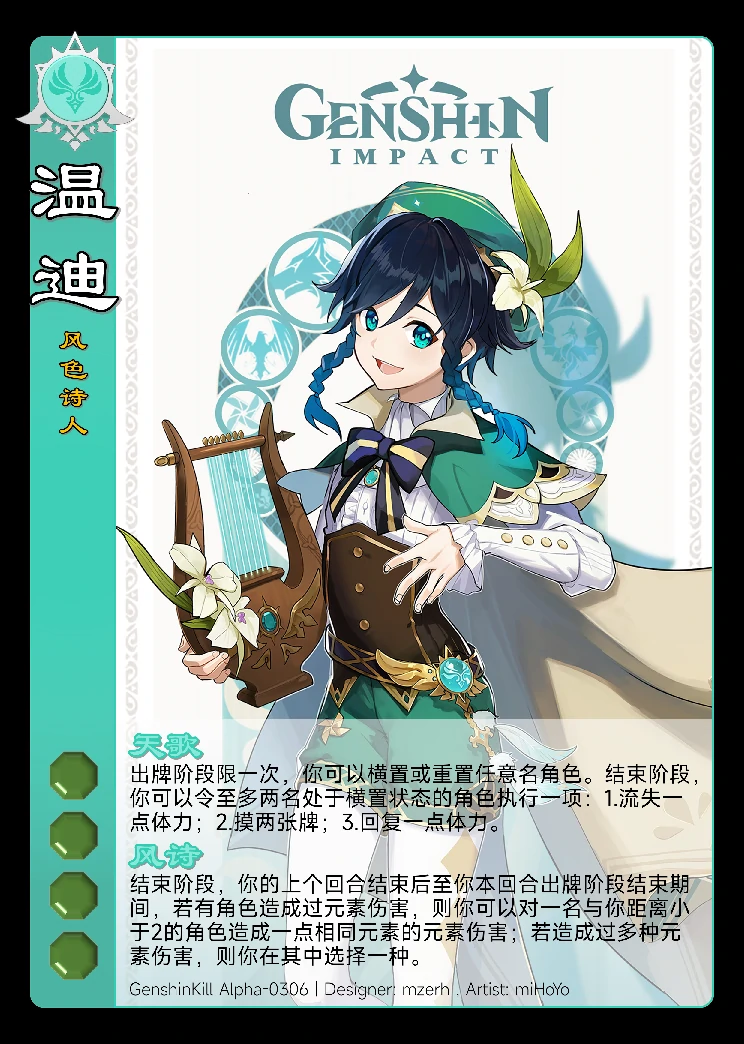 GENSHIN
IMPACT
温迪
风色诗人
天歌
出牌阶段限一次，你可以横置或重置任意名角色。结束阶段，
你可以令至多两名处于横置状态的角色执行一项：1.流失一
点体力；2.摸两张牌；3.回复一点体力。
风诗
结束阶段，你的上个回合结束后至你本回合出牌阶段结束期
间，若有角色造成过元素伤害，则你可以对一名与你距离小
于2的角色造成一点相同元素的元素伤害；若造成过多种元
素伤害，则你在其中选择一种。
GenshinKill Alpha-0306 | Designer: mzerh . Artist: miHoYo